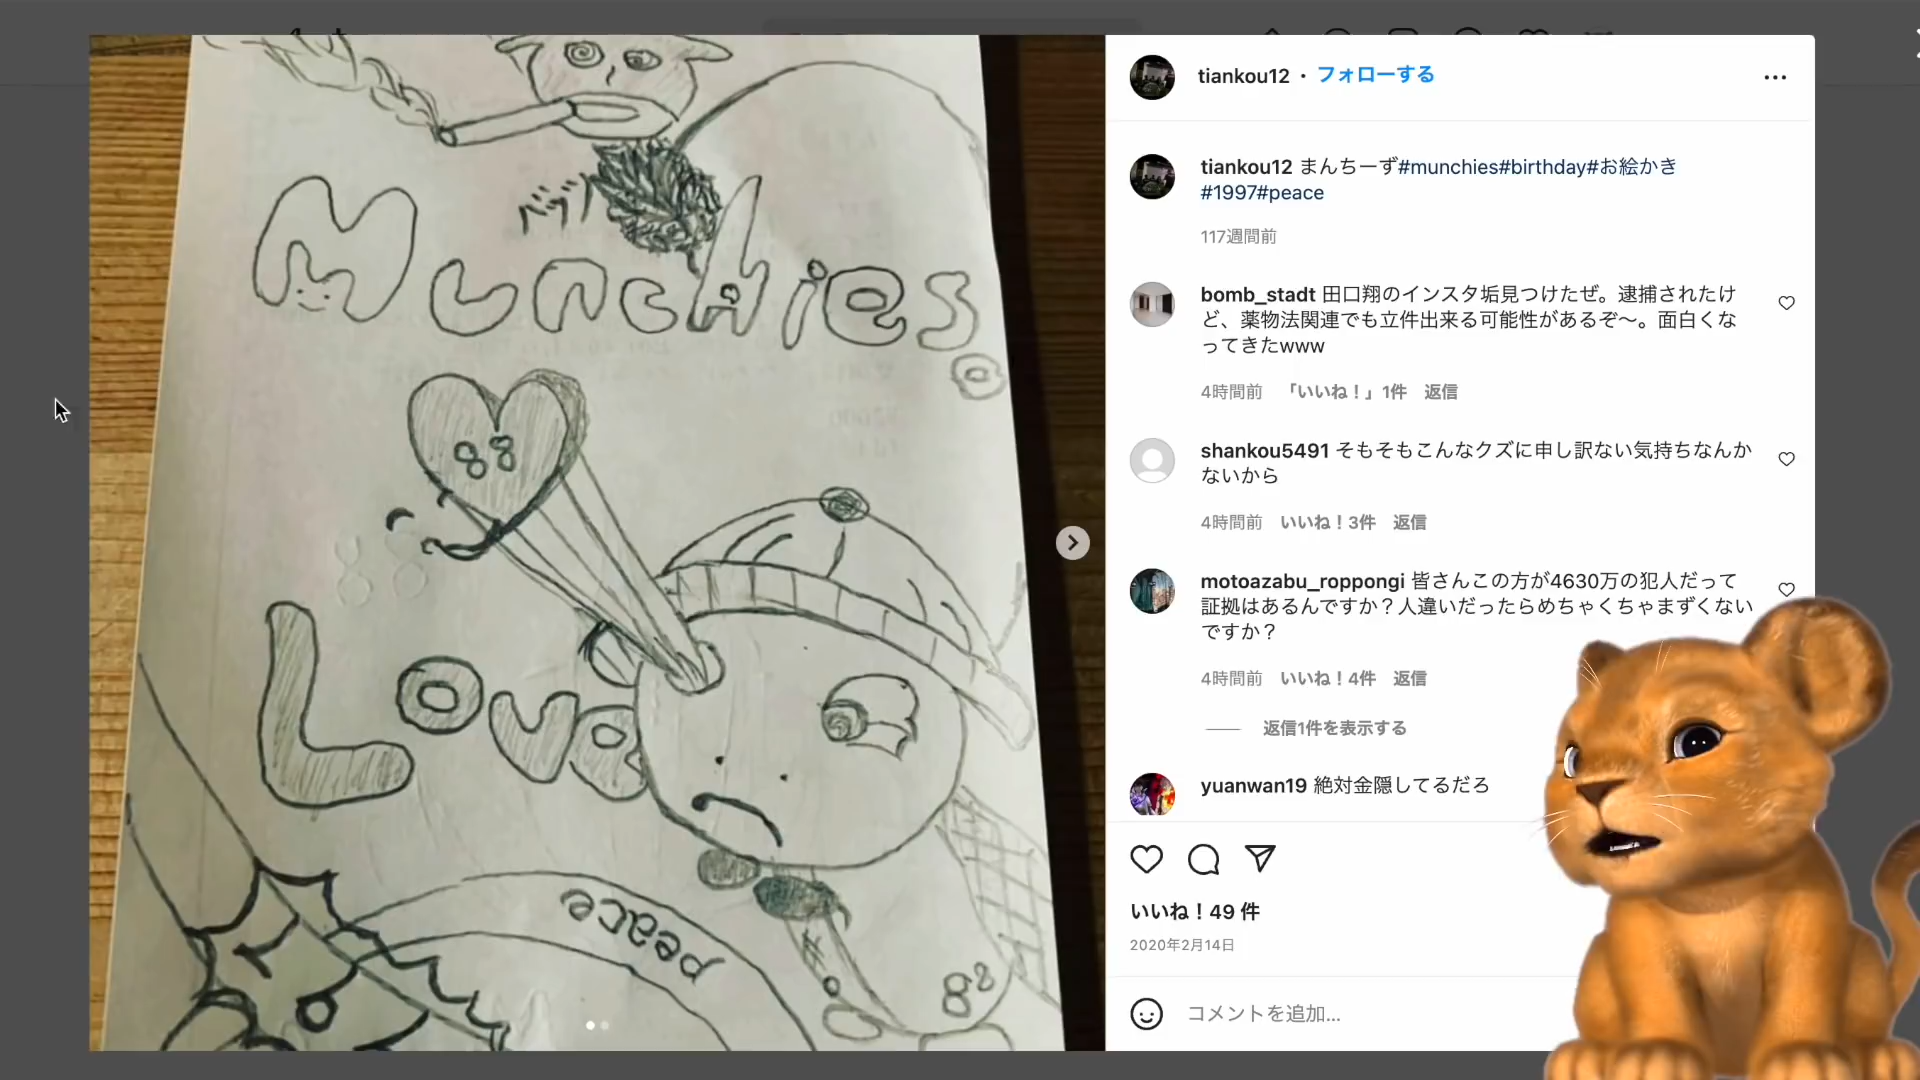 Munchies
Love
peace
88
tiankou12 • フォローする
tiankou12 まんちーず#munchies#birthday#お絵かき
#1997#peace
117週間前
bomb_stadt 田口翔のインスタ垢見つけたぜ。逮捕されたけ
ど、薬物法関連でも立件出来る可能性があるぞ〜。面白くな
ってきたwww
4時間前 「いいね！」1件 返信
shankou5491 そもそもこんなクズに申し訳ない気持ちなんか
ないから
4時間前 いいね！3件 返信
motoazabu_roppongi 皆さんこの方が4630万の犯人だって
証拠はあるんですか？人違いだったらめちゃくちゃまずくない
ですか？
4時間前 いいね！4件 返信
返信1件を表示する
yuanwan19 絶対金隠してるだろ
いいね！49 件
2020年2月14日
コメントを追加...